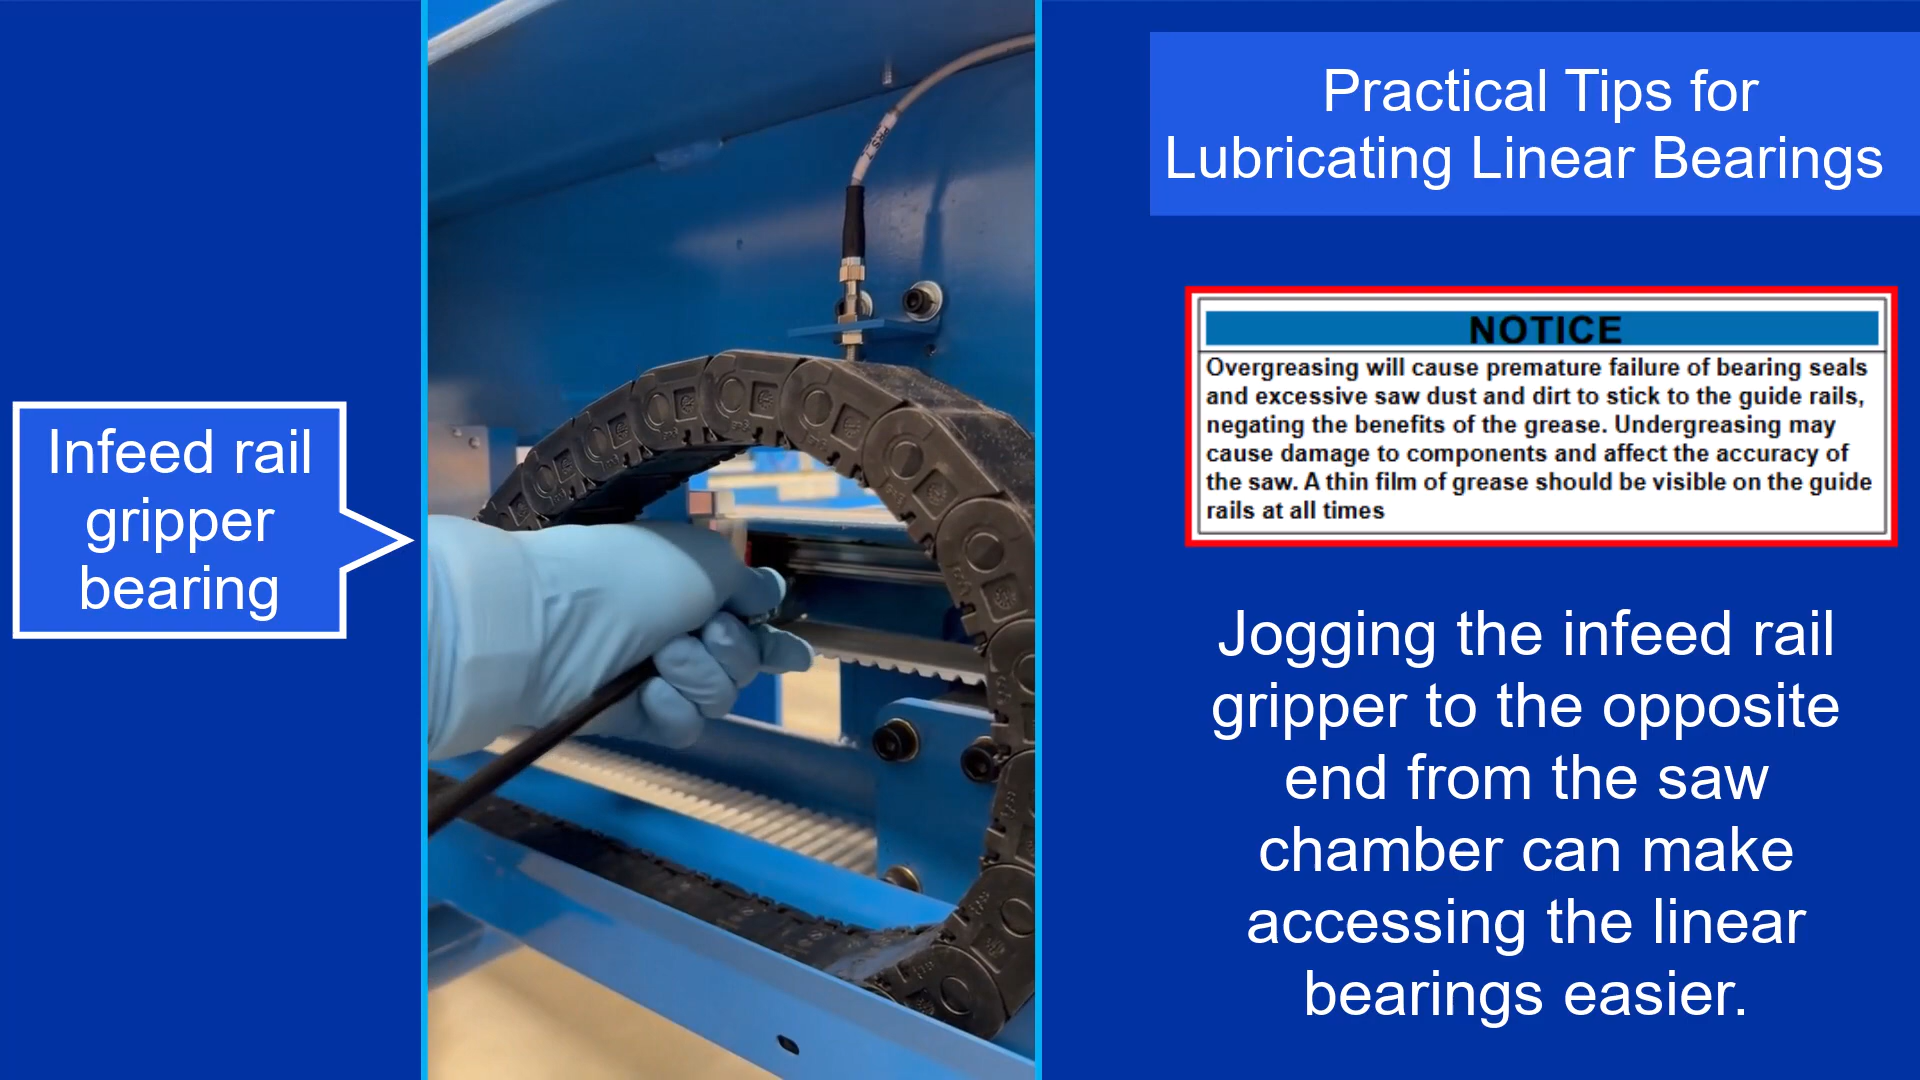 Practical Tips for
Lubricating Linear Bearings
Infeed rail
gripper
bearing
NOTICE
Overgreasing will cause premature failure of bearing seals
and excessive saw dust and dirt to stick to the guide rails,
negating the benefits of the grease. Undergreasing may
cause damage to components and affect the accuracy of
the saw. A thin film of grease should be visible on the guide
rails at all times
Jogging the infeed rail
gripper to the opposite
end from the saw
chamber can make
accessing the linear
bearings easier.